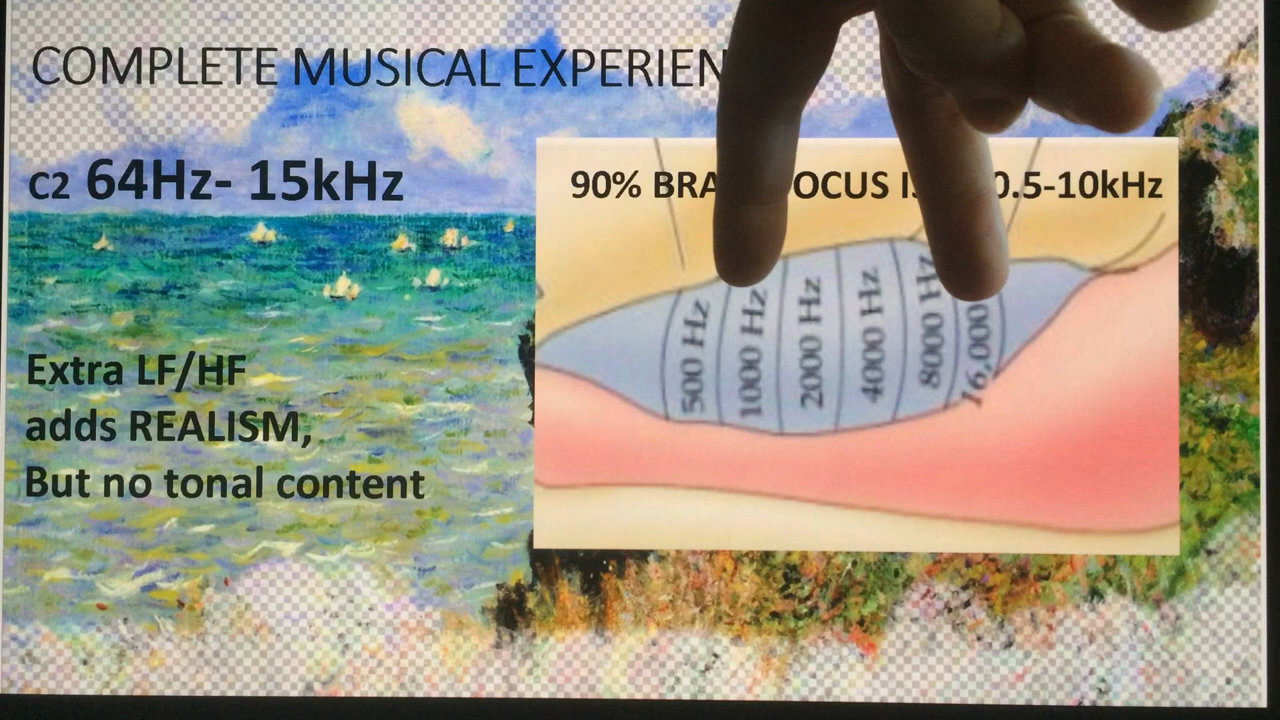 COMPLETE MUSICAL EXPERIEN
C2 64Hz- 15kHz
90% BRA OCUS I 0.5-10kHz
500 Hz
1000 Hz
2000 Hz
4000 Hz
8000 Hz
16,000
Extra LF/HF
adds REALISM,
But no tonal content